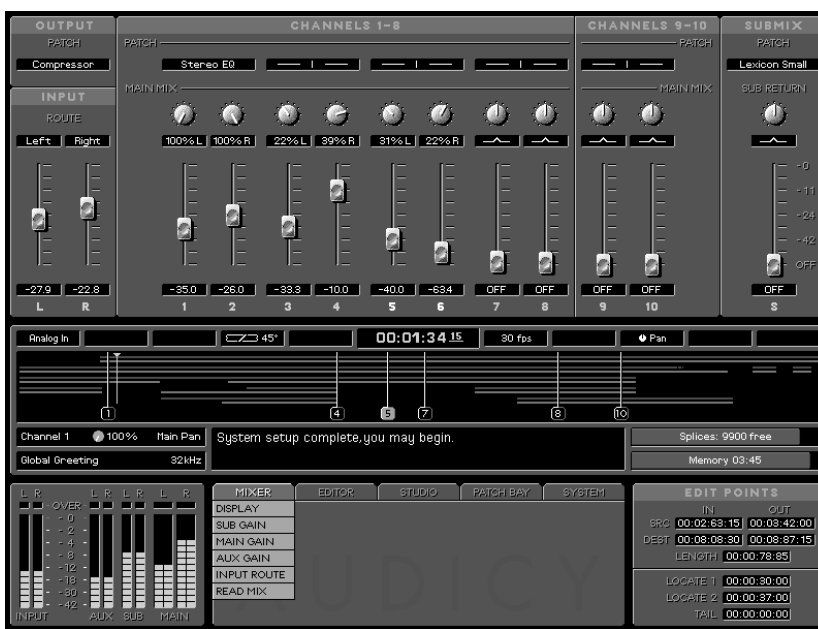 OUTPUT
CHANNELS 1-8
CHANNELS 9-10
SUBMIX
PATCH
PATCH
PATCH
PATCH
Compressor
Stereo EQ
Lexicon Small
INPUT
MAIN MIX
MAIN MIX
SUB RETURN
ROUTE
Left Right
100% L 100% R 22% L 39% R 31% L 22% R
-0
-11
-24
-42
OFF
-27.9 -22.8 -35.0 -26.0 -33.3 -10.0 -40.0 -63.4 OFF OFF OFF OFF OFF
L R 1 2 3 4 5 6 7 8 9 10 S
Analog In 45° 00:01:34 15 30 fps Pan
1 4 5 7 8 10
Channel 1 100% Main Pan
System setup complete,you may begin.
Splices: 9900 free
Global Greeting 32kHz
Memory 03:45
L R L R L R L R
OVER
0
2
4
8
12
18
30
42
INPUT AUX SUB MAIN
MIXER EDITOR STUDIO PATCH BAY SYSTEM
DISPLAY
SUB GAIN
MAIN GAIN
AUX GAIN
INPUT ROUTE
READ MIX
AUDICY
EDIT POINTS
IN OUT
SRC 00:02:63:15 00:03:42:00
DEST 00:08:08:30 00:08:87:15
LENGTH 00:00:78:85
LOCATE 1 00:00:30:00
LOCATE 2 00:00:37:00
TAIL 00:00:00:00